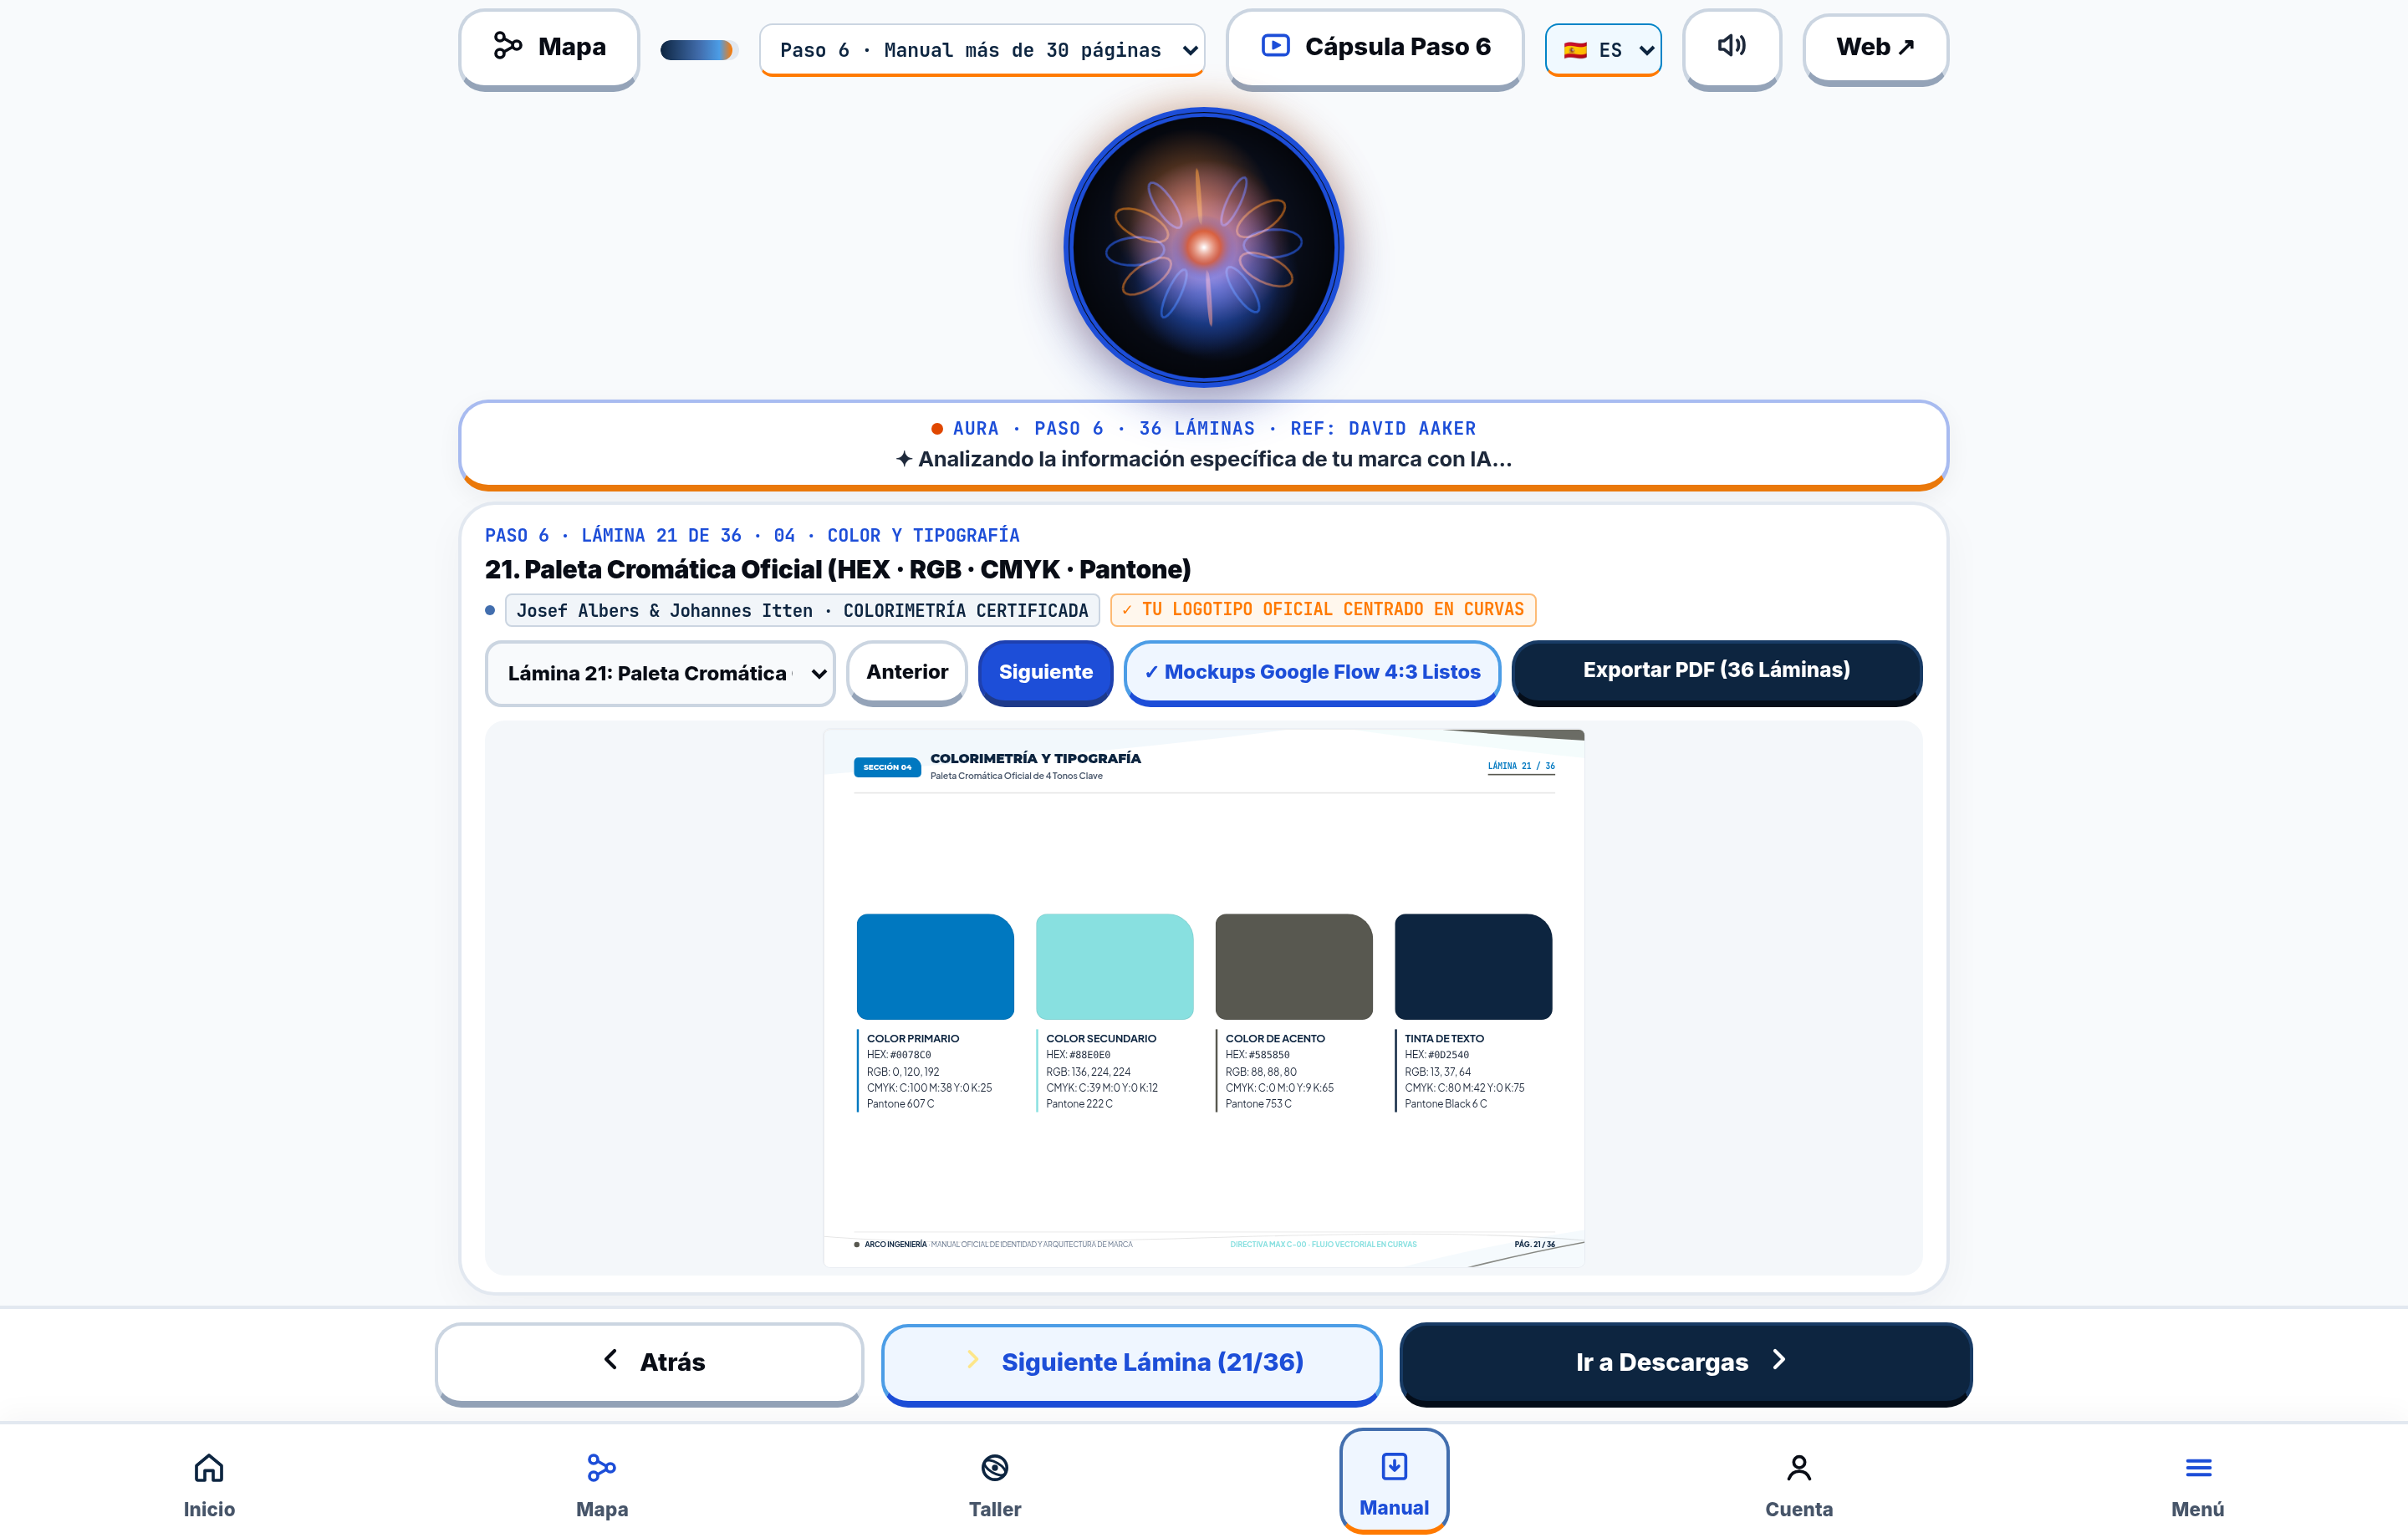 Mapa
Paso 6 · Manual más de 30 páginas
Cápsula Paso 6
ES
Web ↗
AURA · PASO 6 · 36 LÁMINAS · REF: DAVID AAKER
✦ Analizando la información específica de tu marca con IA...
PASO 6 · LÁMINA 21 DE 36 · 04 · COLOR Y TIPOGRAFÍA
21. Paleta Cromática Oficial (HEX · RGB · CMYK · Pantone)
Josef Albers & Johannes Itten · COLORIMETRÍA CERTIFICADA
✓ TU LOGOTIPO OFICIAL CENTRADO EN CURVAS
Lámina 21: Paleta Cromática
Anterior
Siguiente
✓ Mockups Google Flow 4:3 Listos
Exportar PDF (36 Láminas)
SECCIÓN 04
COLORIMETRÍA Y TIPOGRAFÍA
Paleta Cromática Oficial de 4 Tonos Clave
LÁMINA 21 / 36
COLOR PRIMARIO
HEX: #0078C0
RGB: 0, 120, 192
CMYK: C:100 M:38 Y:0 K:25
Pantone 607 C
COLOR SECUNDARIO
HEX: #88E0E0
RGB: 136, 224, 224
CMYK: C:39 M:0 Y:0 K:12
Pantone 222 C
COLOR DE ACENTO
HEX: #585850
RGB: 88, 88, 80
CMYK: C:0 M:0 Y:9 K:65
Pantone 753 C
TINTA DE TEXTO
HEX: #0D2540
RGB: 13, 37, 64
CMYK: C:80 M:42 Y:0 K:75
Pantone Black 6 C
ARCO INGENIERÍA · MANUAL OFICIAL DE IDENTIDAD Y ARQUITECTURA DE MARCA
DIRECTIVA MAX C-00 · FLUJO VECTORIAL EN CURVAS
PÁG. 21 / 36
Atrás
Siguiente Lámina (21/36)
Ir a Descargas
Inicio
Mapa
Taller
Manual
Cuenta
Menú